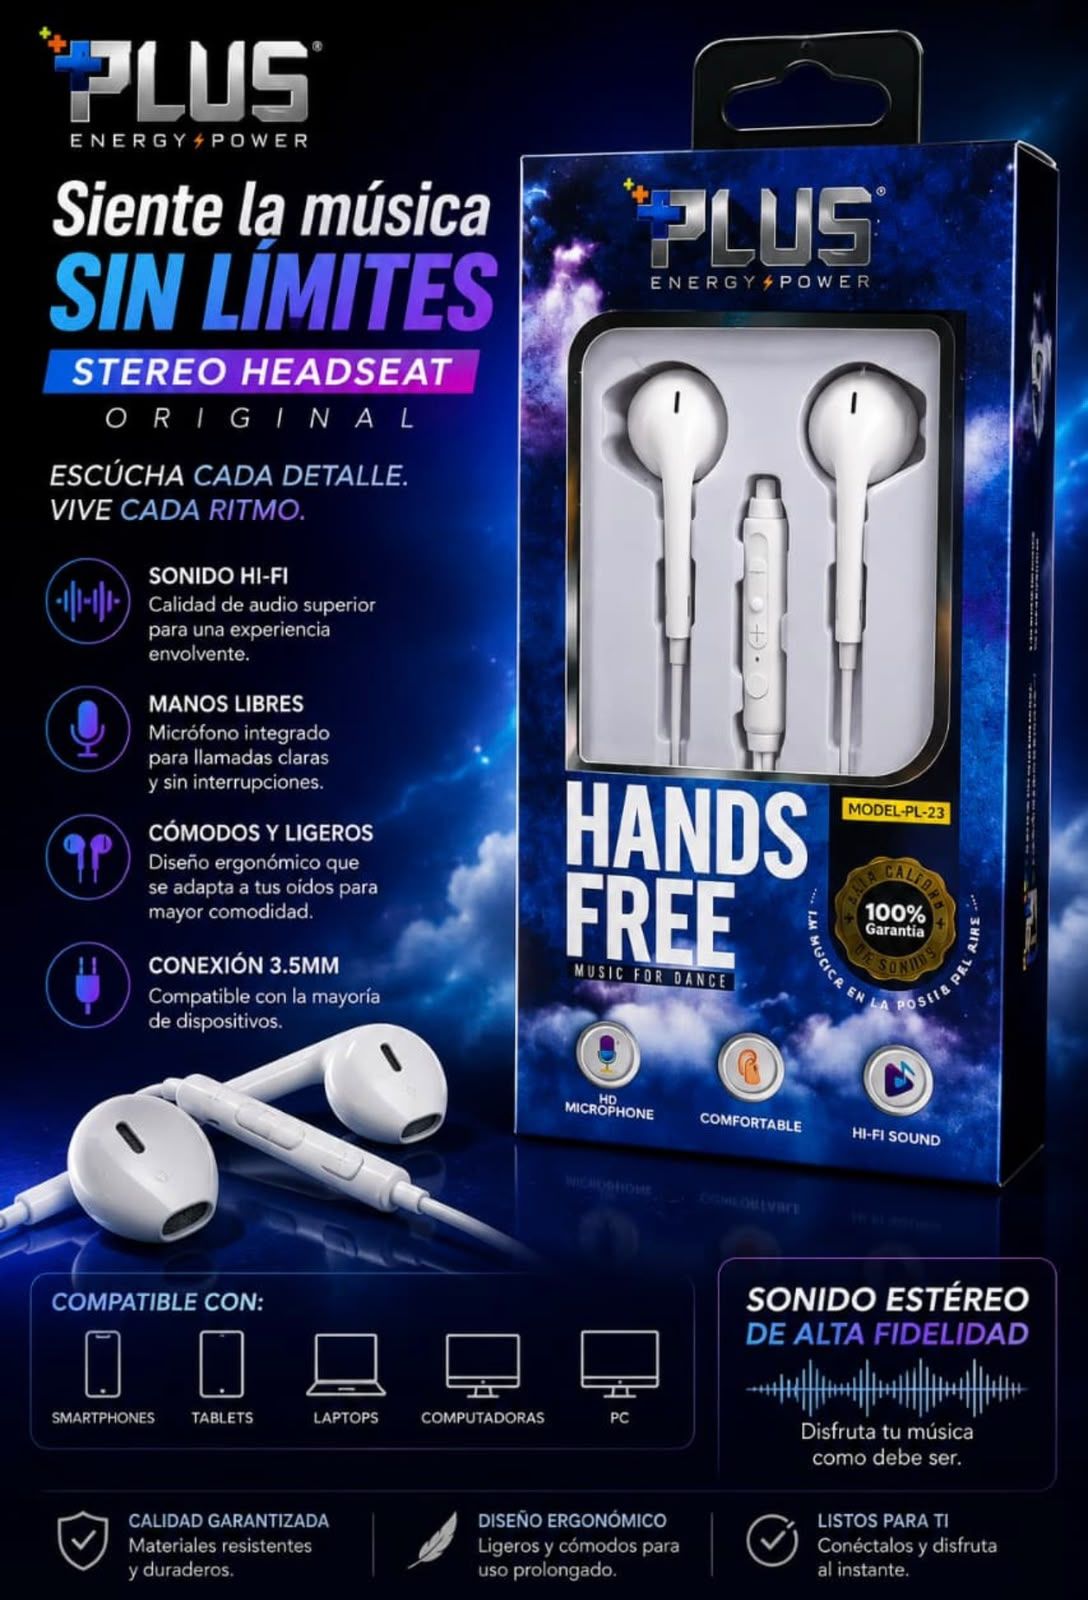 PLUS®
ENERGY POWER
Siente la música
SIN LÍMITES
STEREO HEADSEAT
ORIGINAL
ESCÚCHA CADA DETALLE.
VIVE CADA RITMO.
SONIDO HI-FI
Calidad de audio superior
para una experiencia
envolvente.
MANOS LIBRES
Micrófono integrado
para llamadas claras
y sin interrupciones.
CÓMODOS Y LIGEROS
Diseño ergonómico que
se adapta a tus oídos para
mayor comodidad.
CONEXIÓN 3.5MM
Compatible con la mayoría
de dispositivos.
PLUS®
ENERGY POWER
HANDS
FREE
MUSIC FOR DANCE
MODEL-PL-23
100%
Garantía
EN LA
HD
MICROPHONE
COMFORTABLE
HI-FI SOUND
COMPATIBLE CON:
SMARTPHONES
TABLETS
LAPTOPS
COMPUTADORAS
PC
SONIDO ESTÉREO
DE ALTA FIDELIDAD
Disfruta tu música
como debe ser.
CALIDAD GARANTIZADA
Materiales resistentes
y duraderos.
DISEÑO ERGONÓMICO
Ligeros y cómodos para
uso prolongado.
LISTOS PARA TI
Conéctalos y disfruta
al instante.